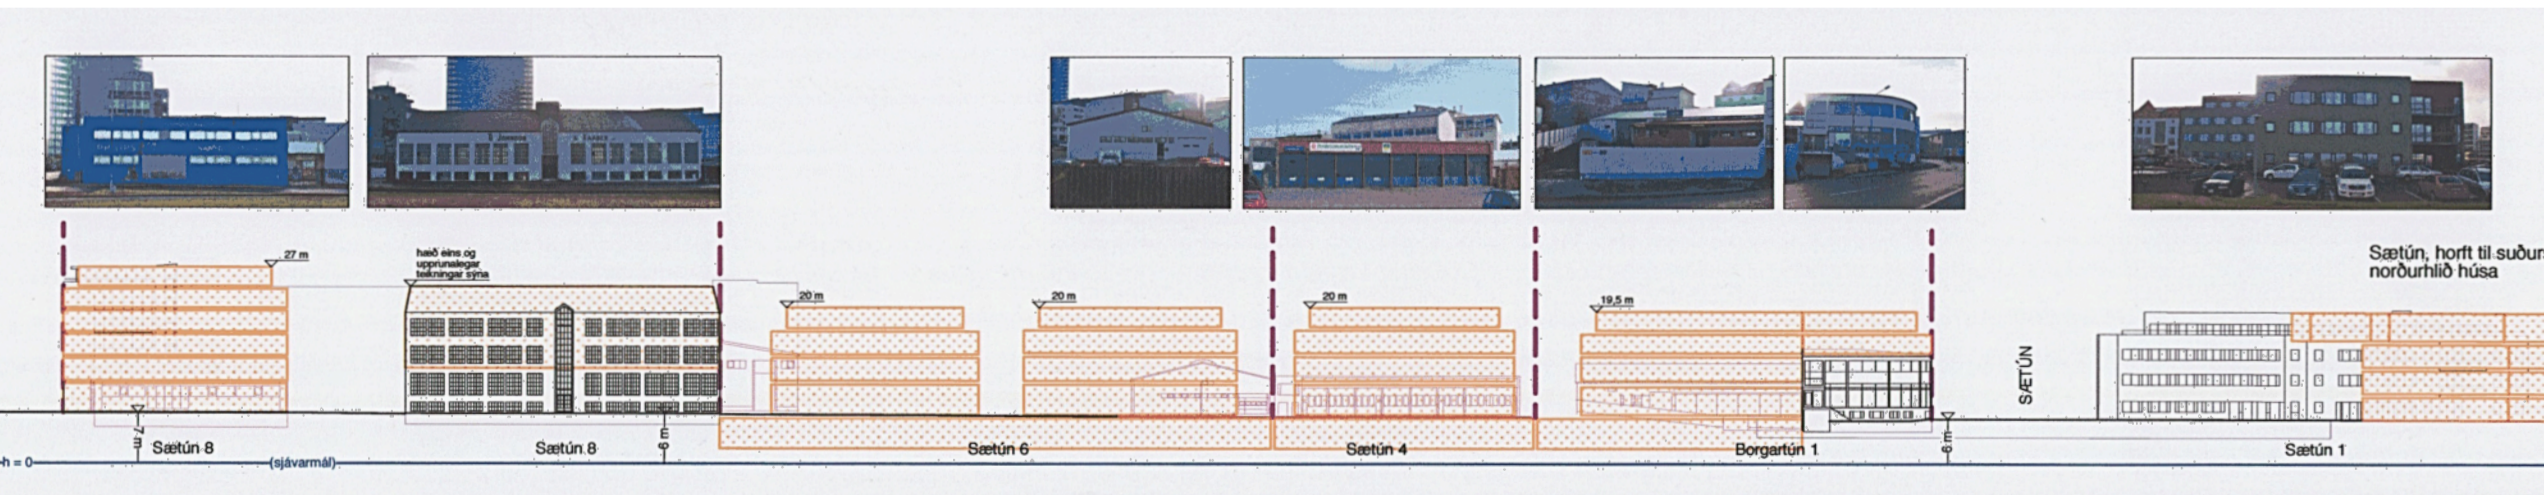 27 m
hæð eins og
upprunalegar
teikningar sýna
20 m
20 m
20 m
19,5 m
Sætún, horft til suður
norðurhlið húsa
SÆTÚN
7 m
Sætún 8
Sætún 8
6 m
Sætún 6
Sætún 4
Borgartún 1
6 m
Sætún 1
h = 0
(sjávarmál)